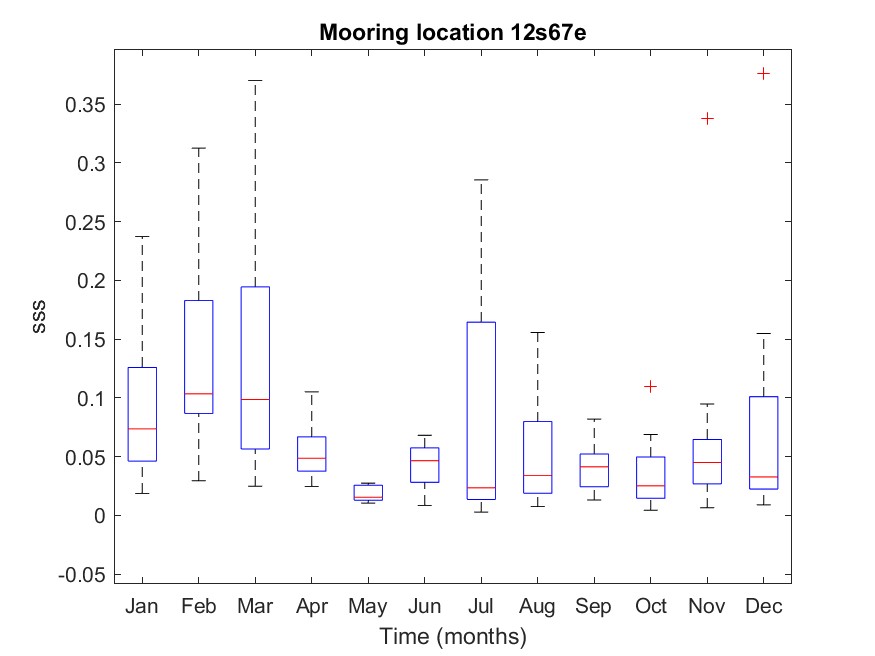 Mooring location 12s67e
0.35
0.3
0.25
0.2
0.15
0.1
0.05
0
-0.05
sss
Jan Feb Mar Apr May Jun Jul Aug Sep Oct Nov Dec
Time (months)